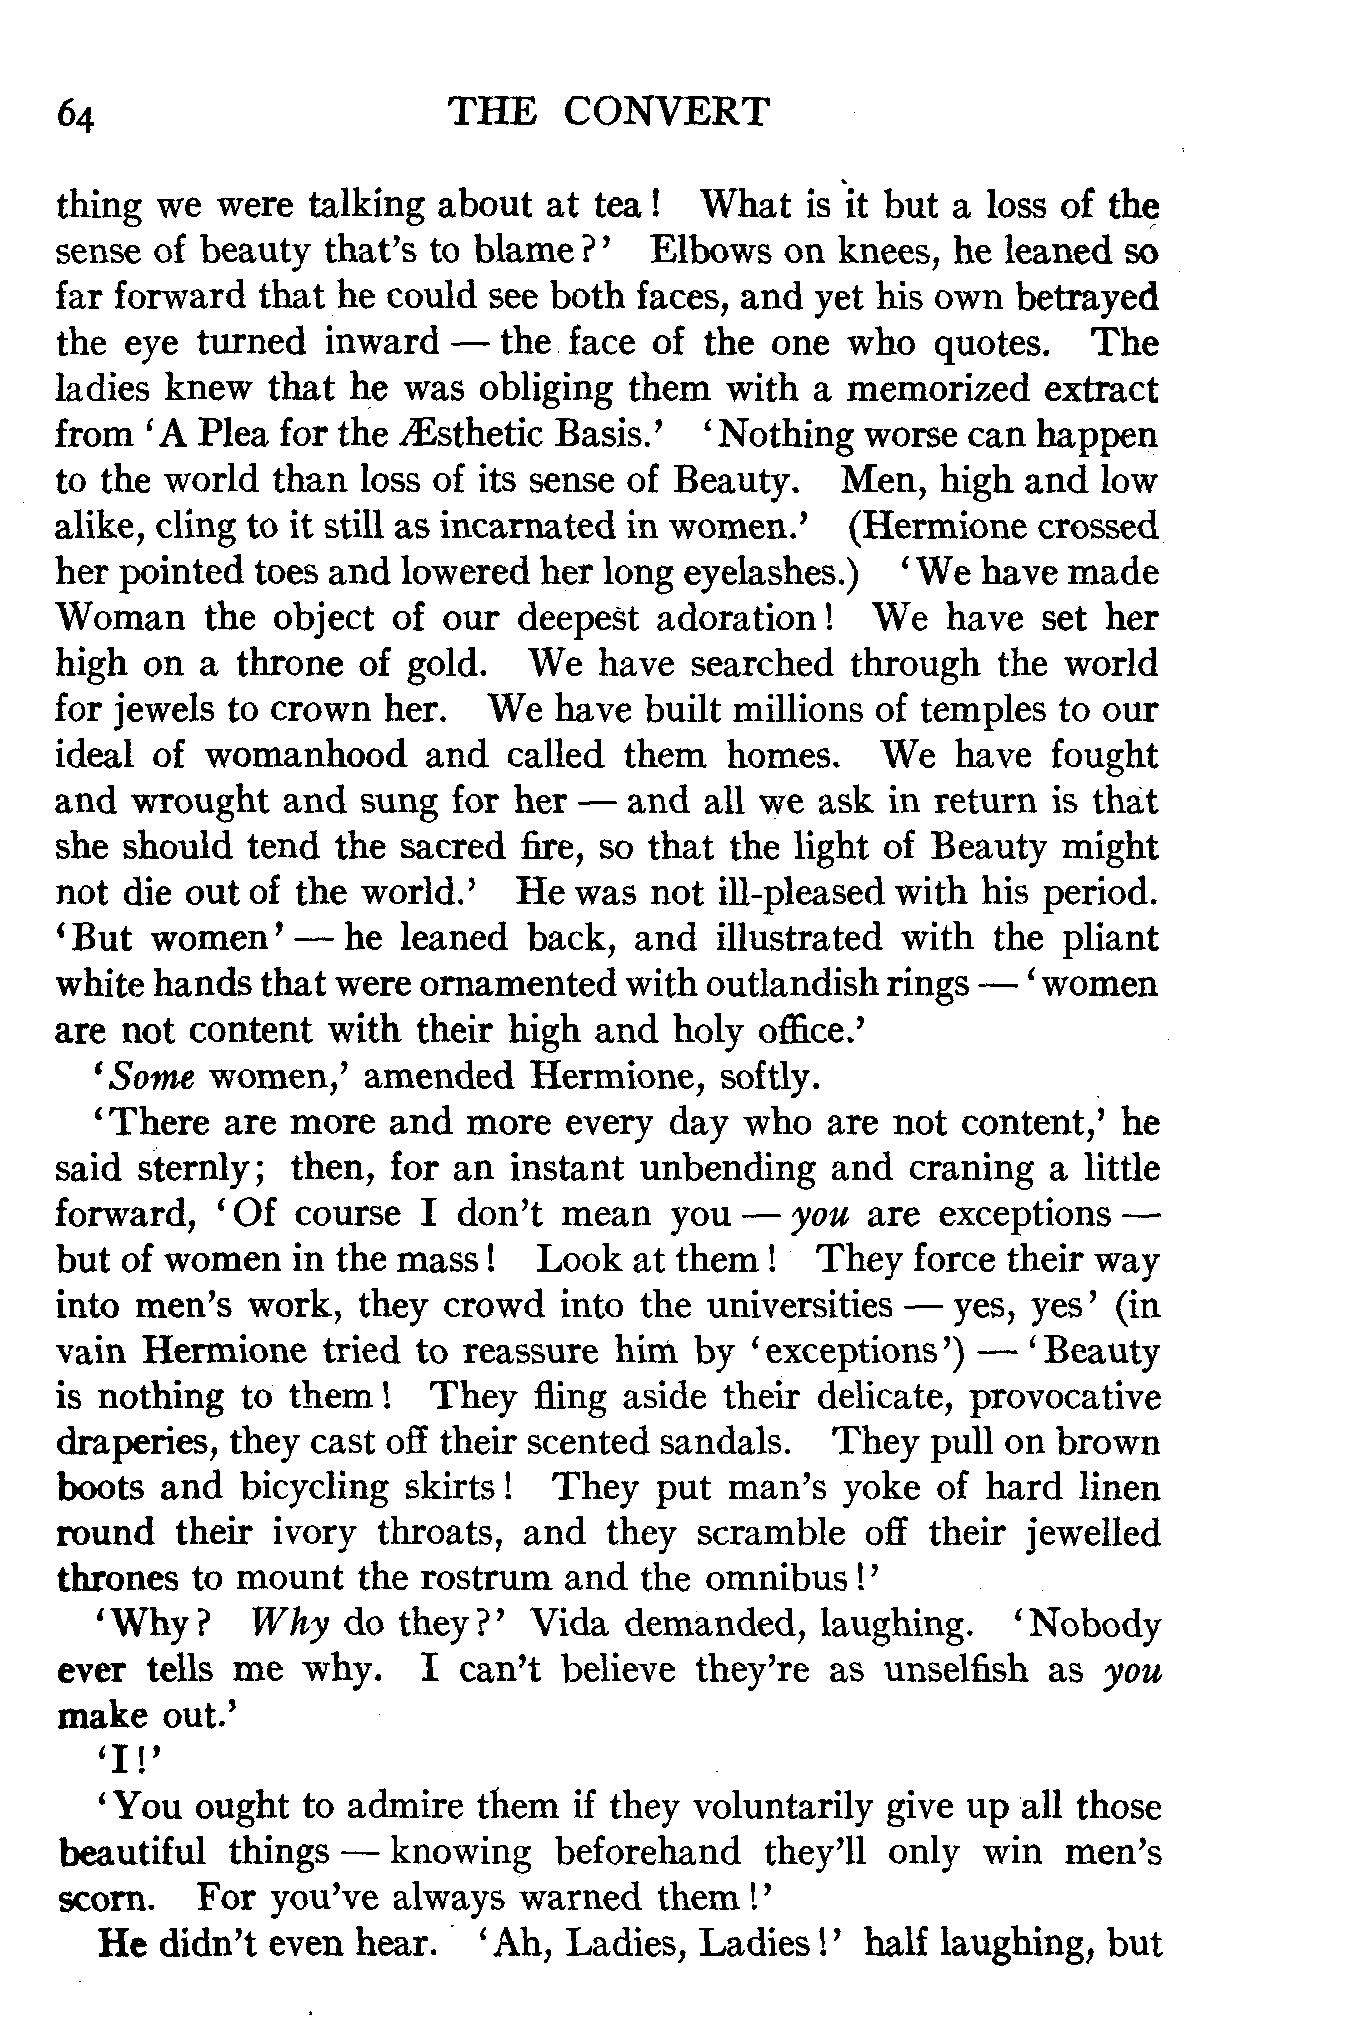 64 THE CONVERT
thing we were talking about at tea! What is it but a loss of the
sense of beauty that's to blame?' Elbows on knees, he leaned so
far forward that he could see both faces, and yet his own betrayed
the eye turned inward — the face of the one who quotes. The
ladies knew that he was obliging them with a memorized extract
from 'A Plea for the Æsthetic Basis.' 'Nothing worse can happen
to the world than loss of its sense of Beauty. Men, high and low
alike, cling to it still as incarnated in women.' (Hermione crossed
her pointed toes and lowered her long eyelashes.) 'We have made
Woman the object of our deepest adoration! We have set her
high on a throne of gold. We have searched through the world
for jewels to crown her. We have built millions of temples to our
ideal of womanhood and called them homes. We have fought
and wrought and sung for her — and all we ask in return is that
she should tend the sacred fire, so that the light of Beauty might
not die out of the world.' He was not ill-pleased with his period.
'But women' — he leaned back, and illustrated with the pliant
white hands that were ornamented with outlandish rings — 'women
are not content with their high and holy office.'
'Some women,' amended Hermione, softly.
'There are more and more every day who are not content,' he
said sternly; then, for an instant unbending and craning a little
forward, 'Of course I don't mean you — you are exceptions —
but of women in the mass! Look at them! They force their way
into men's work, they crowd into the universities — yes, yes' (in
vain Hermione tried to reassure him by 'exceptions') — 'Beauty
is nothing to them! They fling aside their delicate, provocative
draperies, they cast off their scented sandals. They pull on brown
boots and bicycling skirts! They put man's yoke of hard linen
round their ivory throats, and they scramble off their jewelled
thrones to mount the rostrum and the omnibus!'
'Why? Why do they?' Vida demanded, laughing. 'Nobody
ever tells me why. I can't believe they're as unselfish as you
make out.'
'I!'
'You ought to admire them if they voluntarily give up all those
beautiful things — knowing beforehand they'll only win men's
scorn. For you've always warned them!'
He didn't even hear. 'Ah, Ladies, Ladies!' half laughing, but